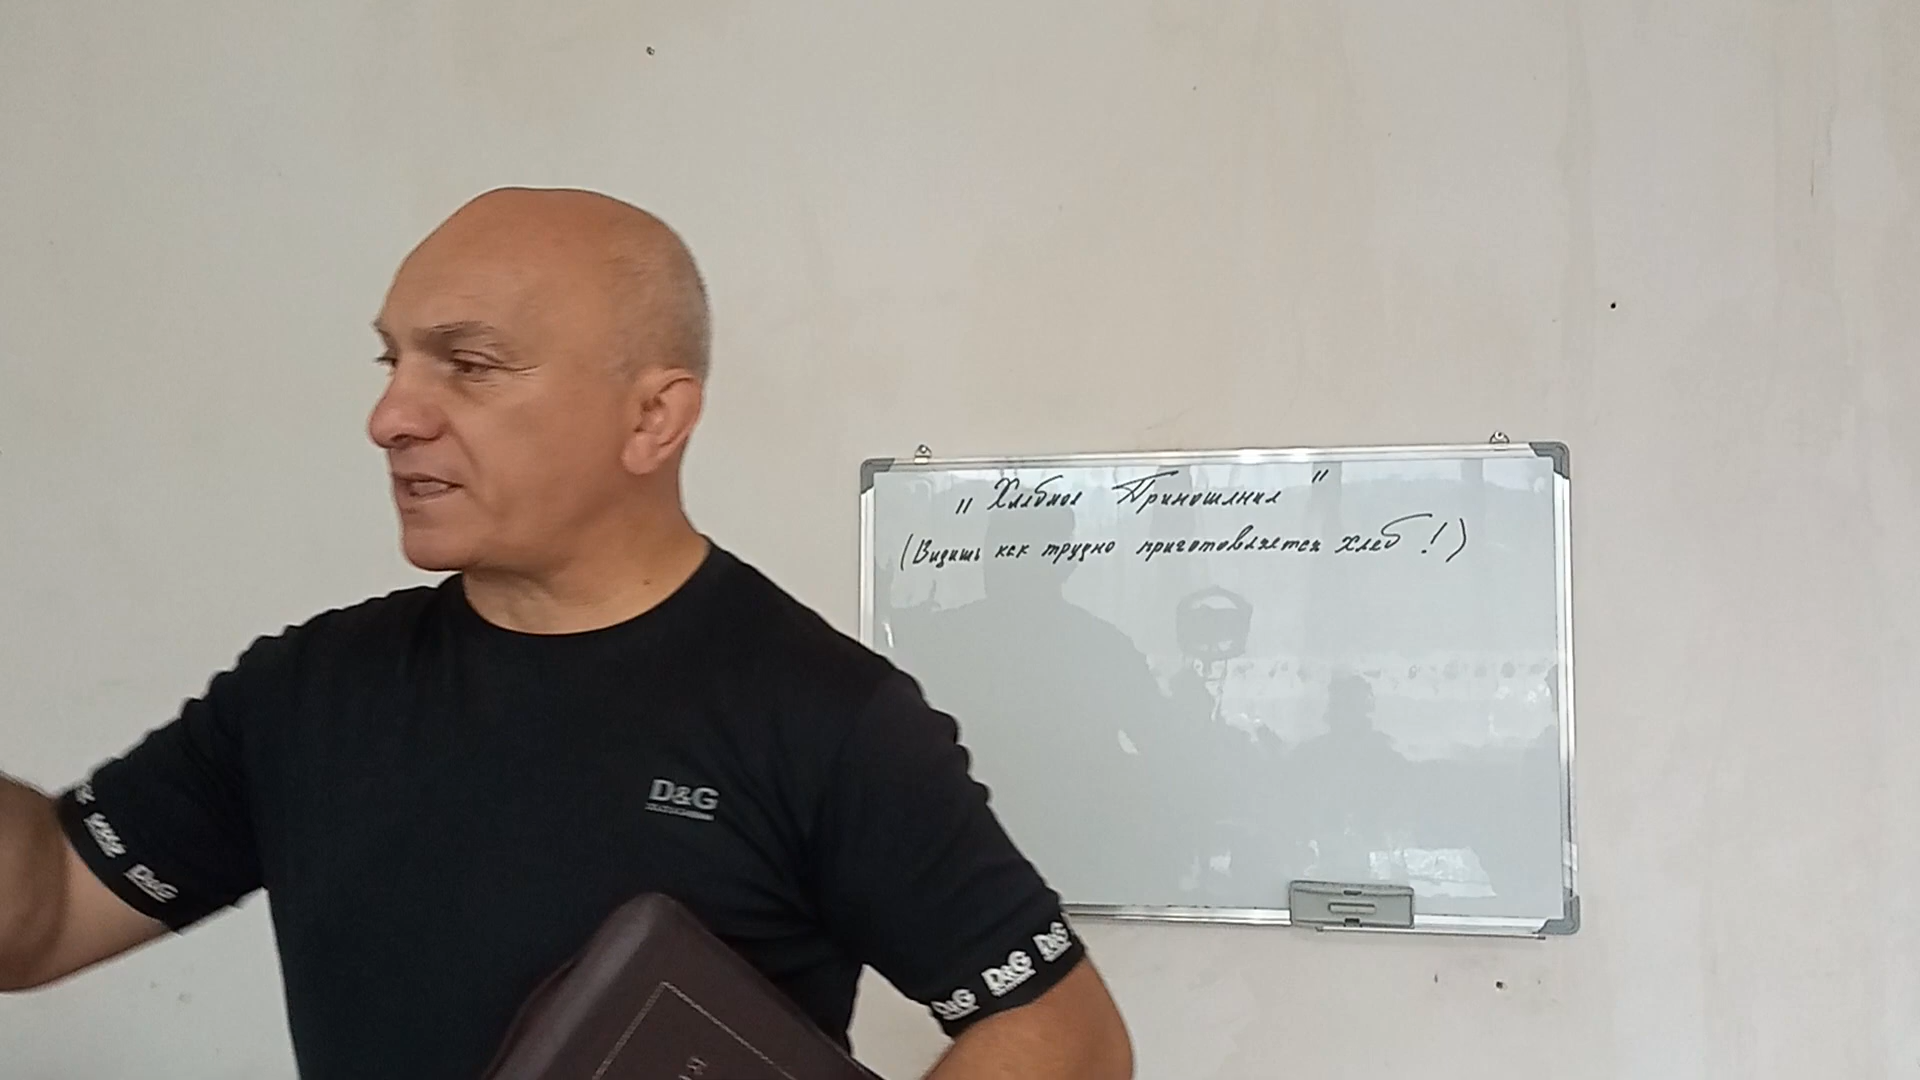 "Хлебное Приношение"
(Видишь как трудно приготовляется хлеб!)
D&G
D&G
D&G
D&G
D&G